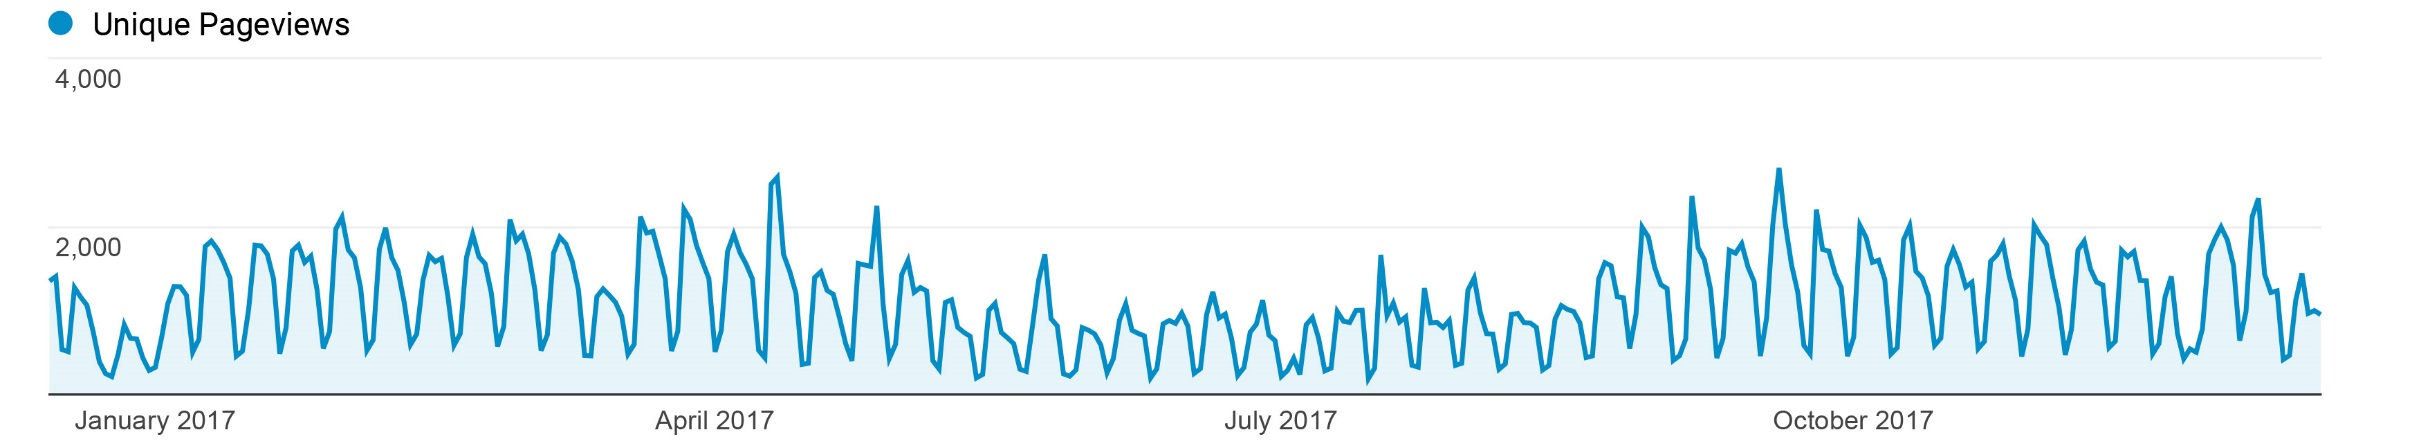 Unique Pageviews
4,000
2,000
January 2017 April 2017 July 2017 October 2017